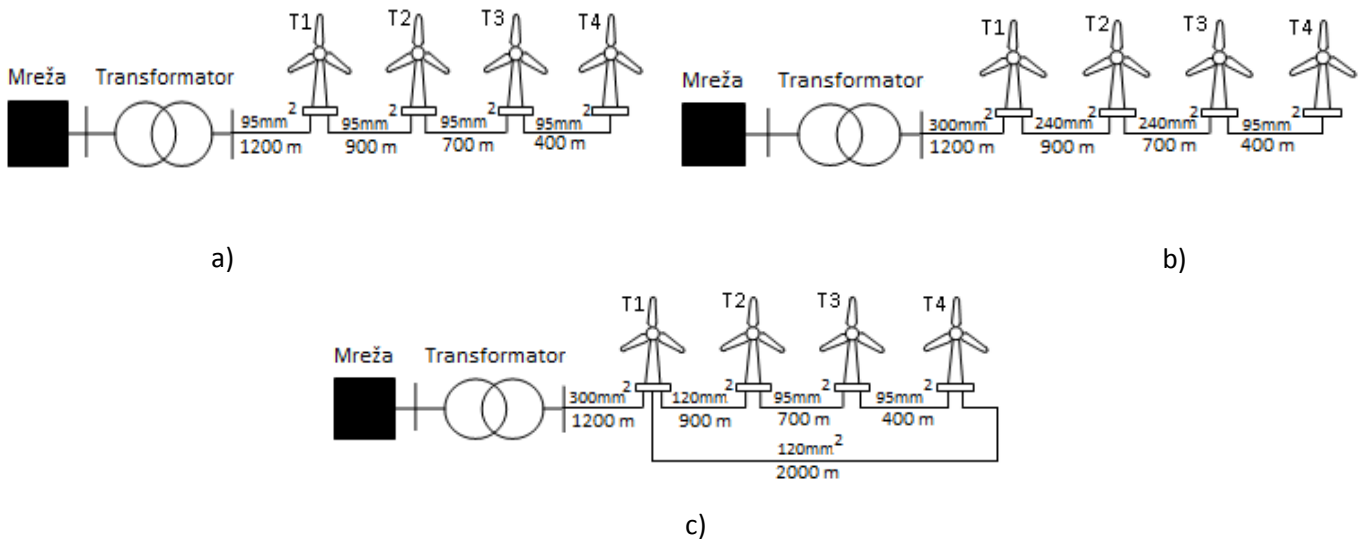 T1 T2 T3 T4
Mreža Transformator
95mm² 95mm² 95mm² 95mm²
1200 m 900 m 700 m 400 m
a)
T1 T2 T3 T4
Mreža Transformator
300mm² 240mm² 240mm² 95mm²
1200 m 900 m 700 m 400 m
b)
T1 T2 T3 T4
Mreža Transformator
300mm² 120mm² 95mm² 95mm²
1200 m 900 m 700 m 400 m
120mm²
2000 m
c)